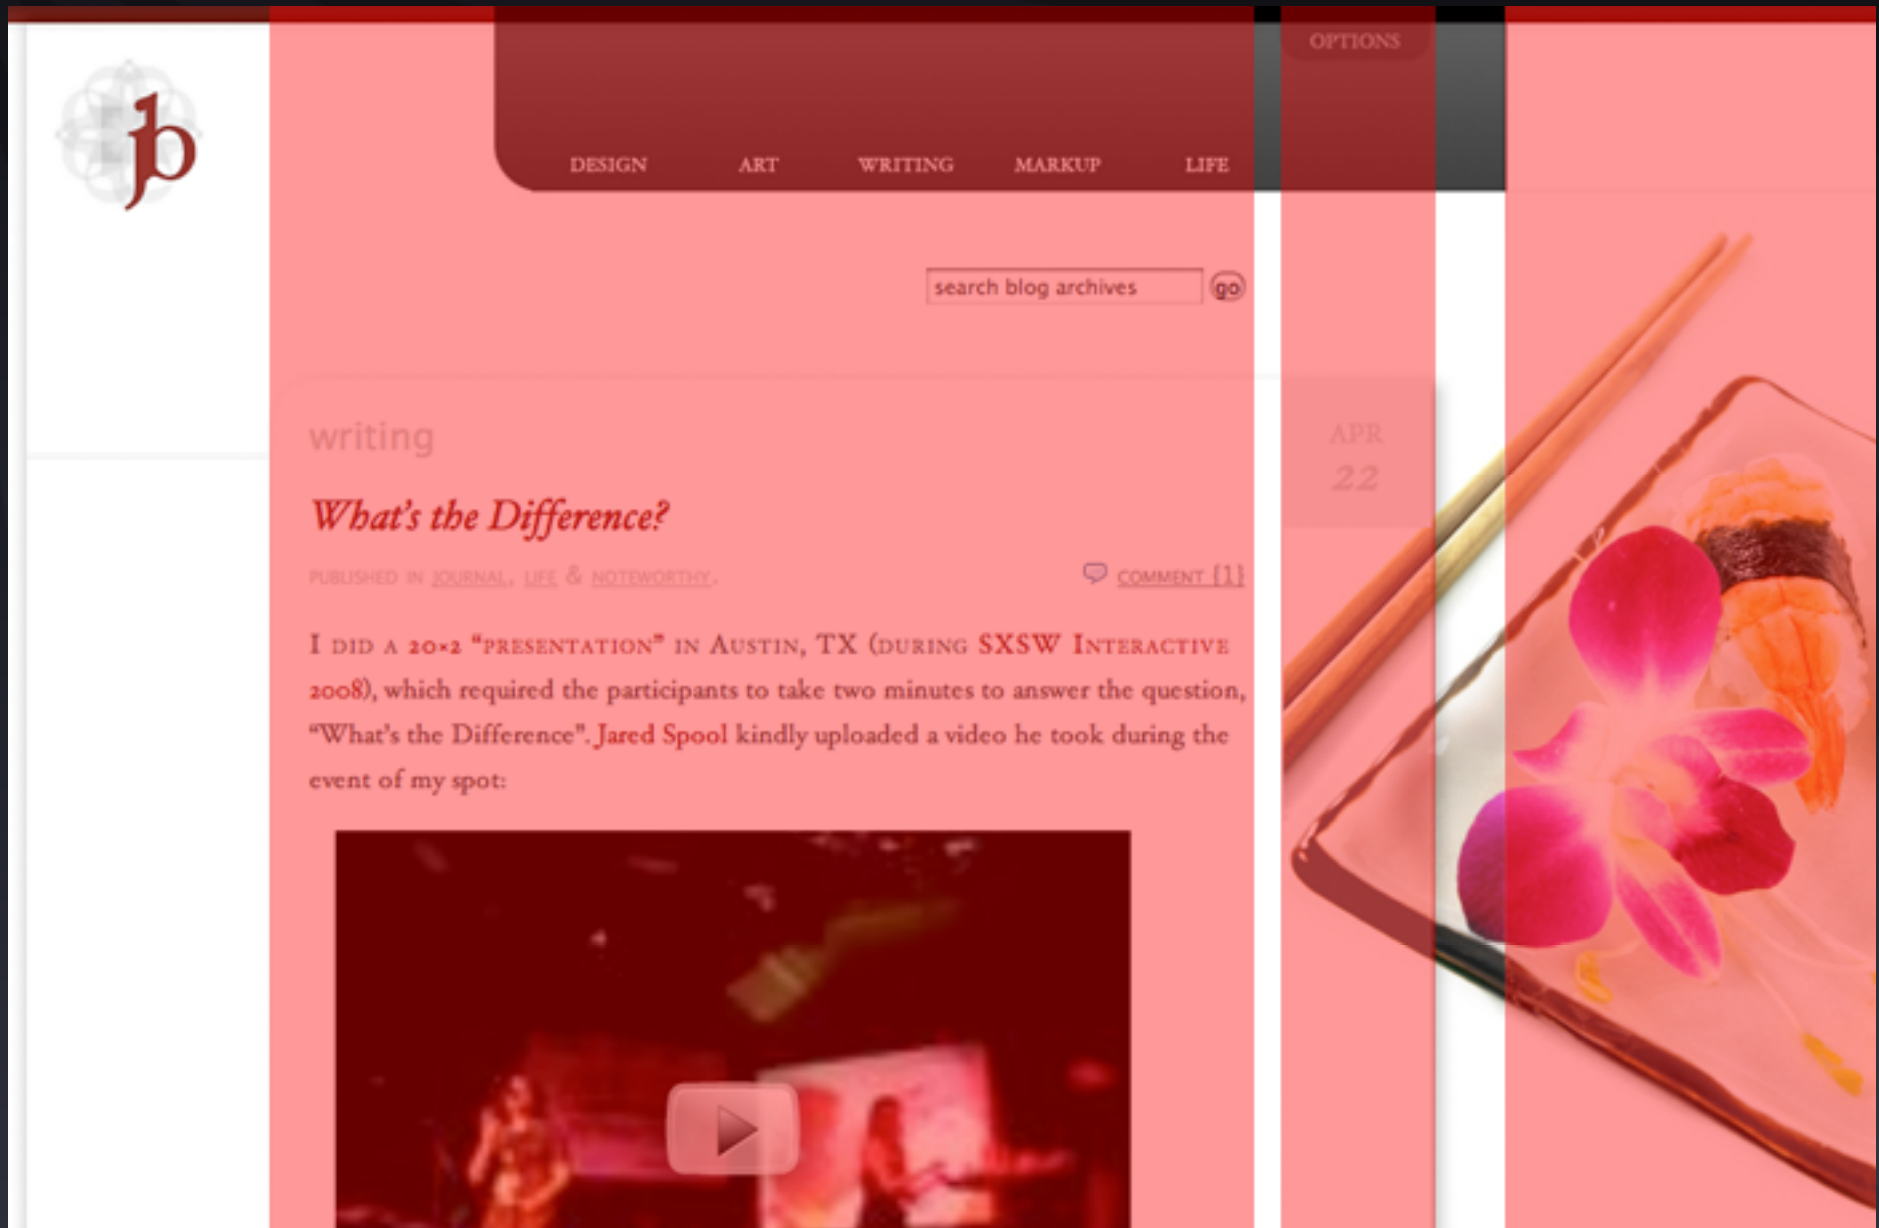 OPTIONS
jb
DESIGN ART WRITING MARKUP LIFE
search blog archives go
writing
APR
22
What's the Difference?
PUBLISHED IN JOURNAL, LIFE & NOTEWORTHY.
COMMENT {1}
I DID A 20×2 “PRESENTATION” IN AUSTIN, TX (DURING SXSW INTERACTIVE
2008), which required the participants to take two minutes to answer the question,
“What’s the Difference”. Jared Spool kindly uploaded a video he took during the
event of my spot: